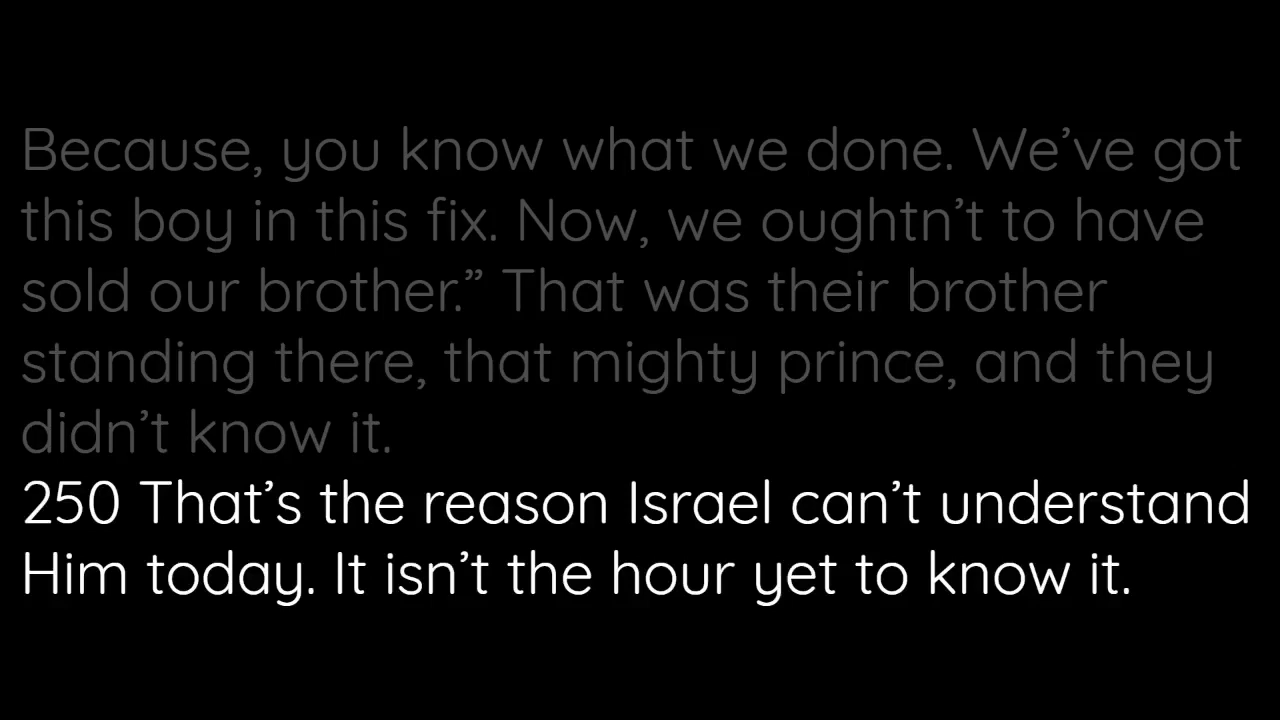 Because, you know what we done. We’ve got
this boy in this fix. Now, we oughtn’t to have
sold our brother.” That was their brother
standing there, that mighty prince, and they
didn’t know it.
250 That’s the reason Israel can’t understand
Him today. It isn’t the hour yet to know it.